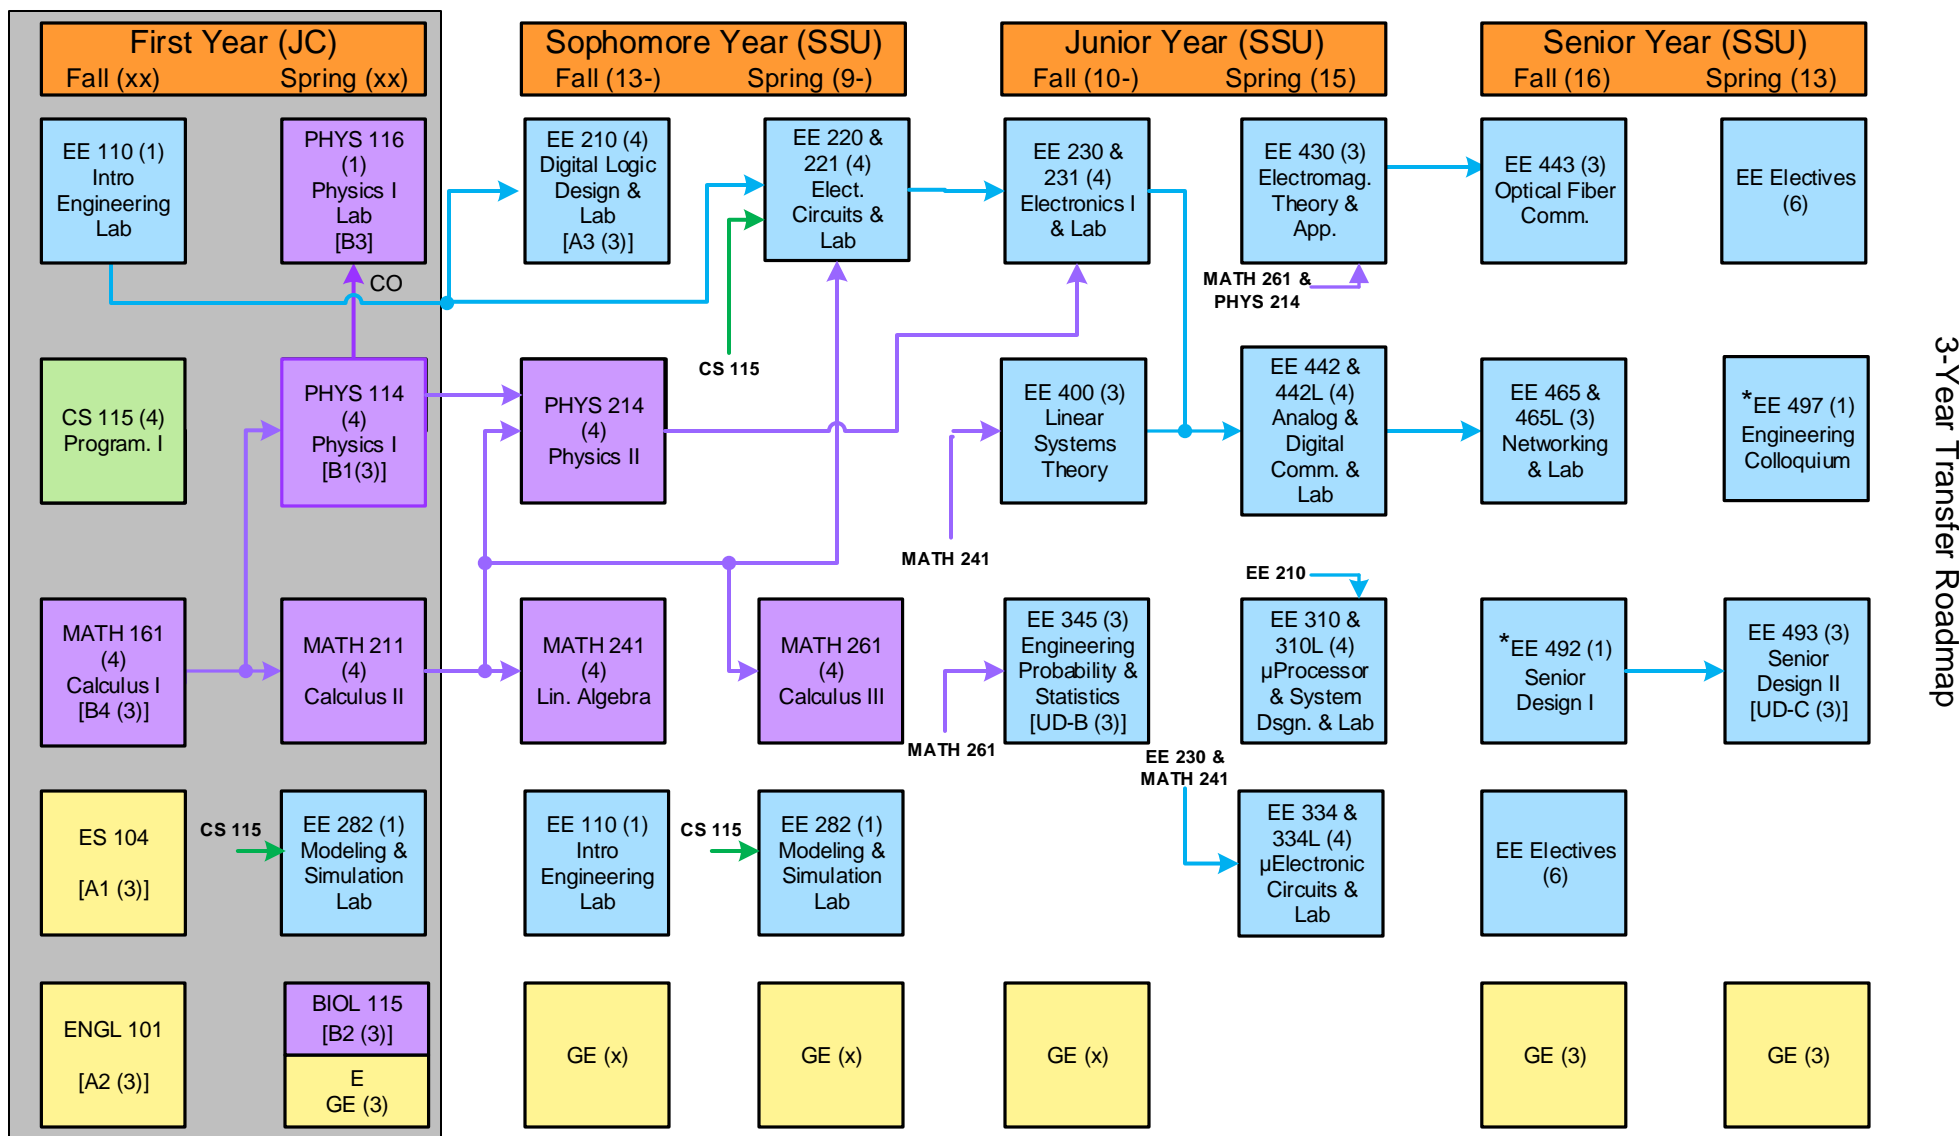 First Year (JC)
Fall (xx) Spring (xx)
Sophomore Year (SSU)
Fall (13-) Spring (9-)
Junior Year (SSU)
Fall (10-) Spring (15)
Senior Year (SSU)
Fall (16) Spring (13)
EE 110 (1)
Intro
Engineering
Lab
PHYS 116
(1)
Physics I
Lab
[B3]
EE 210 (4)
Digital Logic
Design &
Lab
[A3 (3)]
EE 220 &
221 (4)
Elect.
Circuits &
Lab
EE 230 &
231 (4)
Electronics I
& Lab
EE 430 (3)
Electromag.
Theory &
App.
EE 443 (3)
Optical Fiber
Comm.
EE Electives
(6)
CO
MATH 261 &
PHYS 214
CS 115
CS 115 (4)
Program. I
PHYS 114
(4)
Physics I
[B1(3)]
PHYS 214
(4)
Physics II
EE 400 (3)
Linear
Systems
Theory
EE 442 &
442L (4)
Analog &
Digital
Comm. &
Lab
EE 465 &
465L (3)
Networking
& Lab
*EE 497 (1)
Engineering
Colloquium
MATH 241
EE 210
MATH 161
(4)
Calculus I
[B4 (3)]
MATH 211
(4)
Calculus II
MATH 241
(4)
Lin. Algebra
MATH 261
(4)
Calculus III
MATH 261
EE 345 (3)
Engineering
Probability &
Statistics
[UD-B (3)]
EE 310 &
310L (4)
µProcessor
& System
Dsgn. & Lab
*EE 492 (1)
Senior
Design I
EE 493 (3)
Senior
Design II
[UD-C (3)]
EE 230 &
MATH 241
ES 104
[A1 (3)]
CS 115
EE 282 (1)
Modeling &
Simulation
Lab
EE 110 (1)
Intro
Engineering
Lab
CS 115
EE 282 (1)
Modeling &
Simulation
Lab
EE 334 &
334L (4)
µElectronic
Circuits &
Lab
EE Electives
(6)
ENGL 101
[A2 (3)]
BIOL 115
[B2 (3)]
E
GE (3)
GE (x)
GE (x)
GE (x)
GE (3)
GE (3)
3-Year Transfer Roadmap